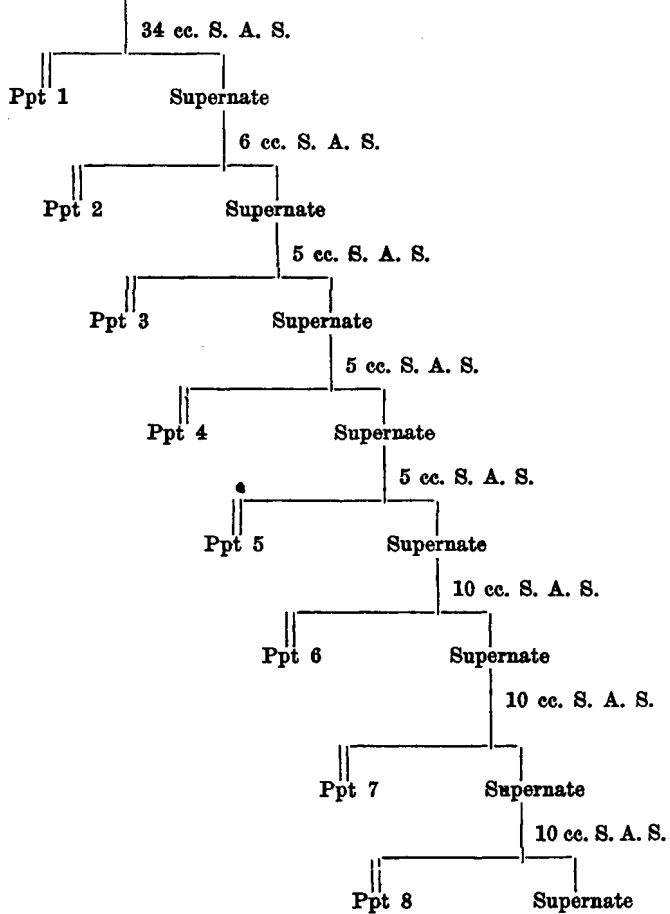 34 cc. S. A. S.
Ppt 1 Supernate
6 cc. S. A. S.
Ppt 2 Supernate
5 cc. S. A. S.
Ppt 3 Supernate
5 cc. S. A. S.
Ppt 4 Supernate
5 cc. S. A. S.
Ppt 5 Supernate
10 cc. S. A. S.
Ppt 6 Supernate
10 cc. S. A. S.
Ppt 7 Supernate
10 cc. S. A. S.
Ppt 8 Supernate